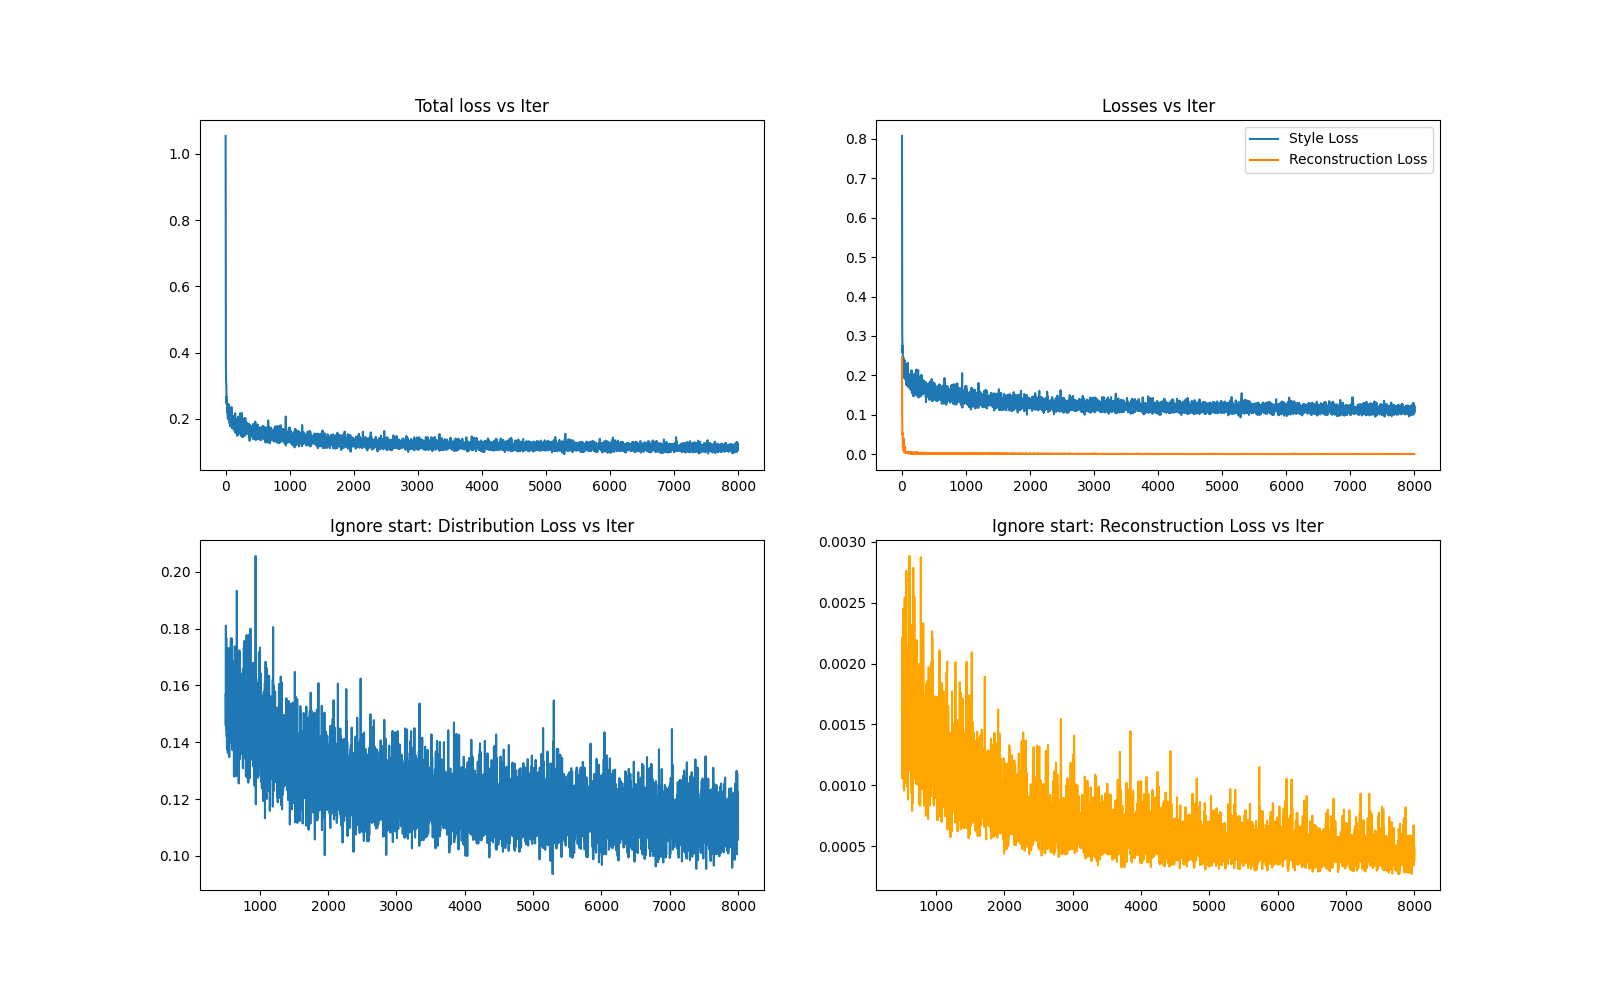 Total loss vs Iter
1.0
0.8
0.6
0.4
0.2
0 1000 2000 3000 4000 5000 6000 7000 8000
Losses vs Iter
Style Loss
Reconstruction Loss
0.8
0.7
0.6
0.5
0.4
0.3
0.2
0.1
0.0
0 1000 2000 3000 4000 5000 6000 7000 8000
Ignore start: Distribution Loss vs Iter
0.20
0.18
0.16
0.14
0.12
0.10
1000 2000 3000 4000 5000 6000 7000 8000
Ignore start: Reconstruction Loss vs Iter
0.0030
0.0025
0.0020
0.0015
0.0010
0.0005
1000 2000 3000 4000 5000 6000 7000 8000